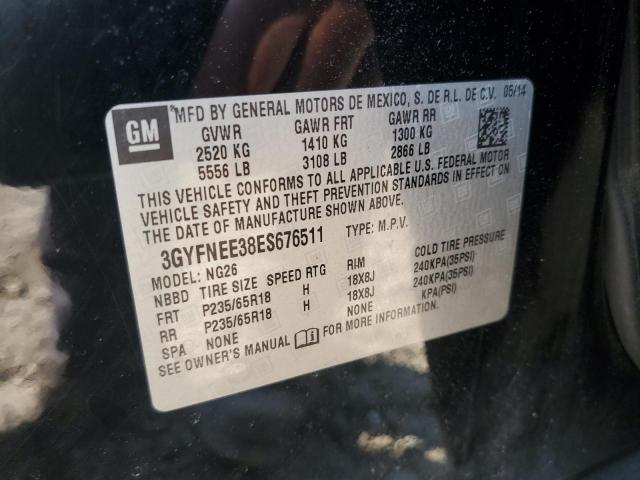 GM
*MFD BY GENERAL MOTORS DE MEXICO, S. DE R.L. DE C.V. 05/14
GVWR GAWR FRT GAWR RR
2520 KG 1410 KG 1300 KG
5556 LB 3108 LB 2866 LB
THIS VEHICLE CONFORMS TO ALL APPLICABLE U.S. FEDERAL MOTOR
VEHICLE SAFETY AND THEFT PREVENTION STANDARDS IN EFFECT ON
THE DATE OF MANUFACTURE SHOWN ABOVE.
3GYFNEE38ES676511 TYPE: M.P.V.
MODEL: NG26
NBBD TIRE SIZE SPEED RTG RIM COLD TIRE PRESSURE
FRT P235/65R18 H 18X8J 240KPA(35PSI)
RR P235/65R18 H 18X8J 240KPA(35PSI)
SPA NONE NONE KPA(PSI)
SEE OWNER'S MANUAL FOR MORE INFORMATION.